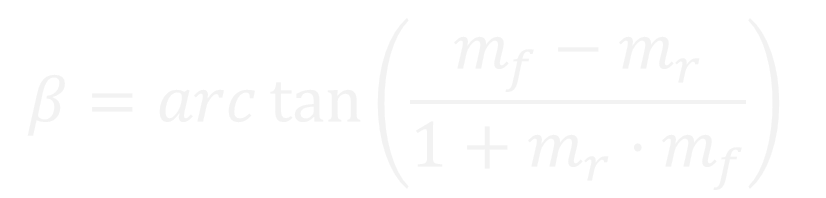 β = arc tan ( (m_f − m_r) / (1 + m_r · m_f) )